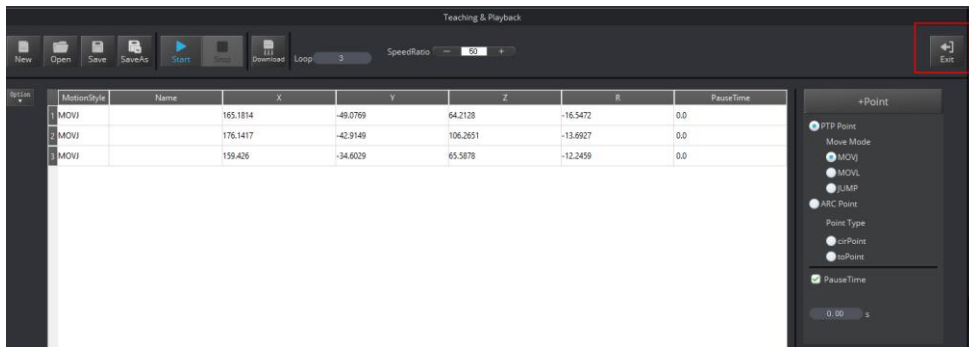 Teaching & Playback
New Open Save SaveAs Start Stop Download Loop 3 SpeedRatio − 50 + Exit
Option
MotionStyle Name X Y Z R PauseTime
1 MOVJ 165.1814 -49.0769 64.2128 -16.5472 0.0
2 MOVJ 176.1417 -42.9149 106.2651 -13.6927 0.0
3 MOVJ 159.426 -34.6029 65.5878 -12.2459 0.0
+Point
PTP Point
Move Mode
MOVJ
MOVL
JUMP
ARC Point
Point Type
cirPoint
toPoint
PauseTime
0.00 s